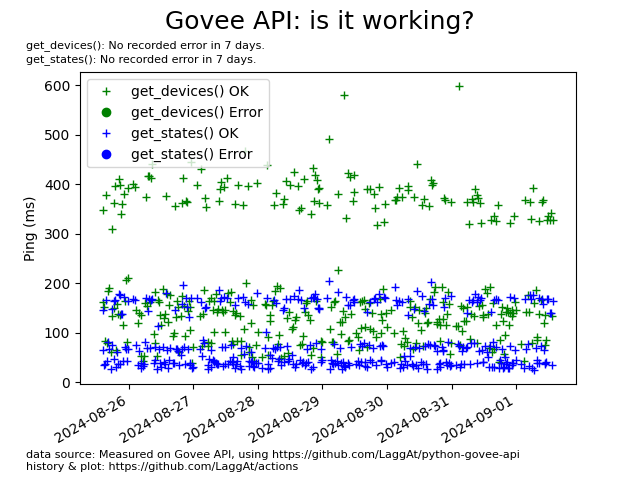 Govee API: is it working?
get_devices(): No recorded error in 7 days.
get_states(): No recorded error in 7 days.
get_devices() OK
get_devices() Error
get_states() OK
get_states() Error
600
500
400
300
200
100
0
Ping (ms)
2024-08-26
2024-08-27
2024-08-28
2024-08-29
2024-08-30
2024-08-31
2024-09-01
data source: Measured on Govee API, using https://github.com/LaggAt/python-govee-api
history & plot: https://github.com/LaggAt/actions